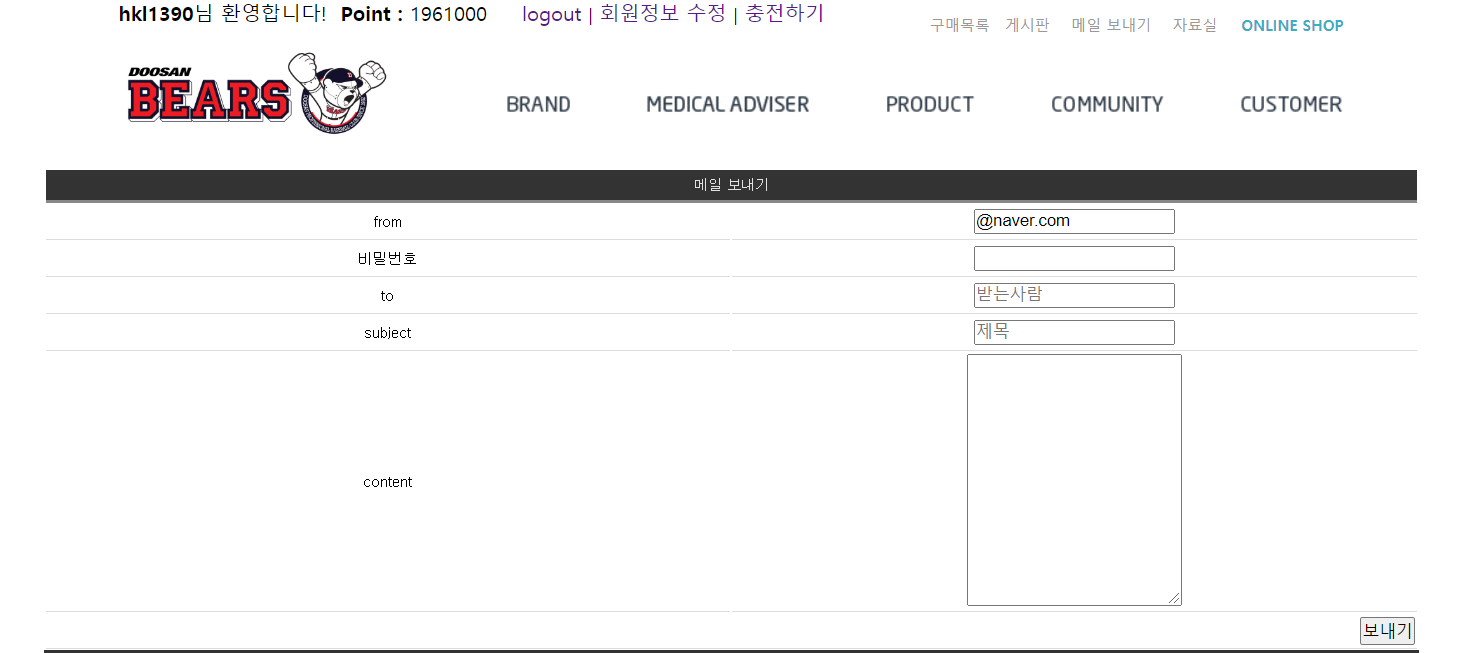 hkl1390님 환영합니다! Point : 1961000 logout | 회원정보 수정 | 충전하기
구매목록 게시판 메일 보내기 자료실 ONLINE SHOP
DOOSAN
BEARS
BRAND MEDICAL ADVISER PRODUCT COMMUNITY CUSTOMER
메일 보내기
from @naver.com
비밀번호
to 받는사람
subject 제목
content
보내기